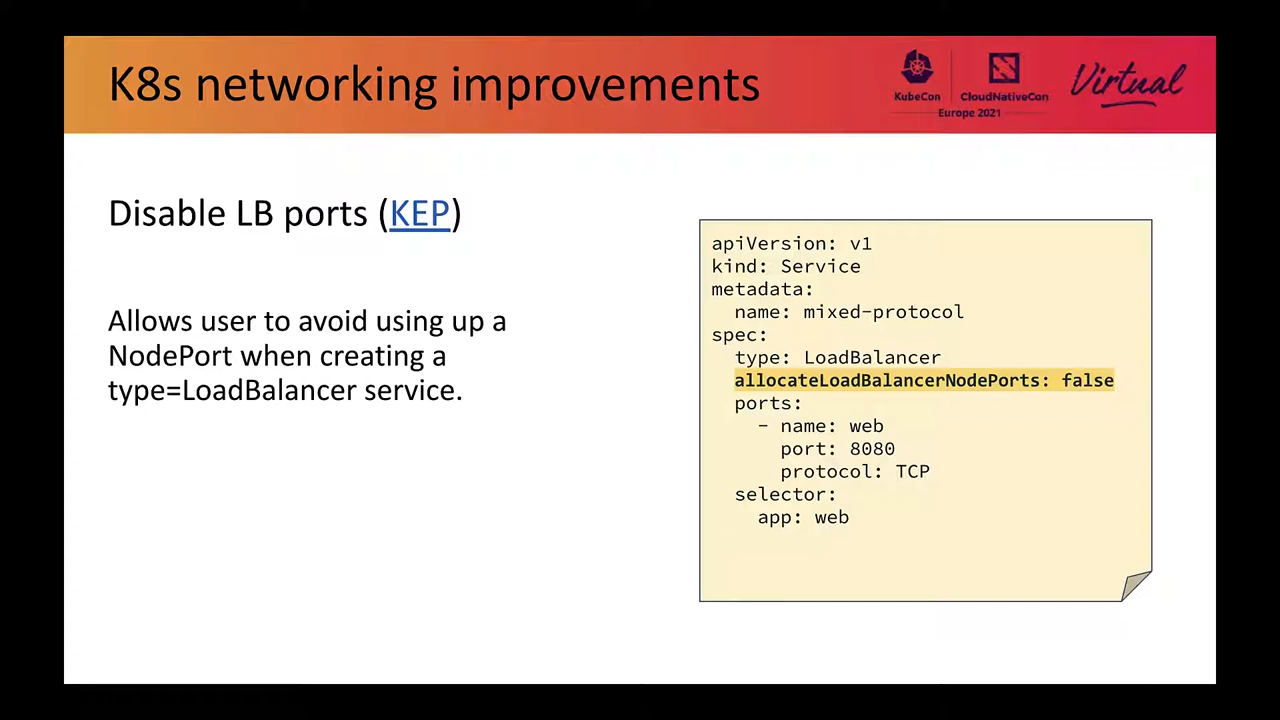 K8s networking improvements
KubeCon
CloudNativeCon
Europe 2021
Virtual
Disable LB ports (KEP)
Allows user to avoid using up a
NodePort when creating a
type=LoadBalancer service.
apiVersion: v1
kind: Service
metadata:
  name: mixed-protocol
spec:
  type: LoadBalancer
  allocateLoadBalancerNodePorts: false
  ports:
    - name: web
      port: 8080
      protocol: TCP
  selector:
    app: web